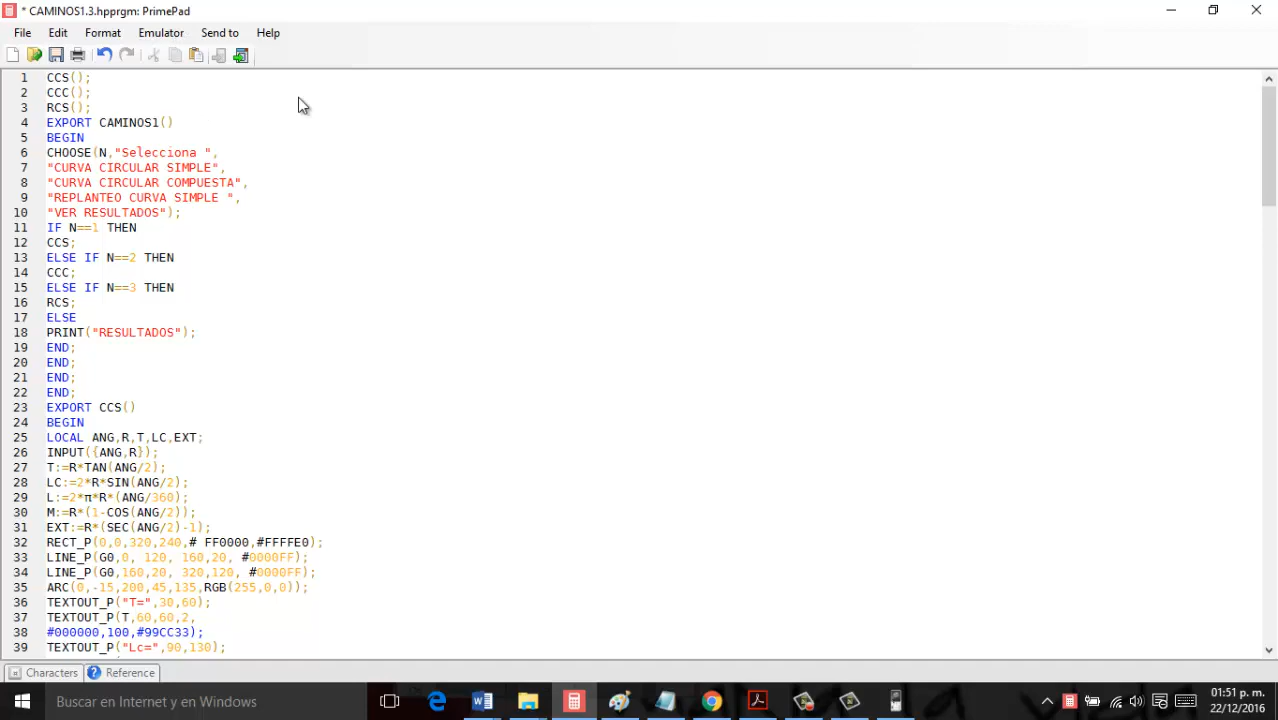 * CAMINOS1.3.hpprgm: PrimePad
File Edit Format Emulator Send to Help
1 CCS();
2 CCC();
3 RCS();
4 EXPORT CAMINOS1()
5 BEGIN
6 CHOOSE(N,"Selecciona ",
7 "CURVA CIRCULAR SIMPLE",
8 "CURVA CIRCULAR COMPUESTA",
9 "REPLANTEO CURVA SIMPLE ",
10 "VER RESULTADOS");
11 IF N==1 THEN
12 CCS;
13 ELSE IF N==2 THEN
14 CCC;
15 ELSE IF N==3 THEN
16 RCS;
17 ELSE
18 PRINT("RESULTADOS");
19 END;
20 END;
21 END;
22 END;
23 EXPORT CCS()
24 BEGIN
25 LOCAL ANG,R,T,LC,EXT;
26 INPUT({ANG,R});
27 T:=R*TAN(ANG/2);
28 LC:=2*R*SIN(ANG/2);
29 L:=2*π*R*(ANG/360);
30 M:=R*(1-COS(ANG/2));
31 EXT:=R*(SEC(ANG/2)-1);
32 RECT_P(0,0,320,240,# FF0000,#FFFFE0);
33 LINE_P(G0,0, 120, 160,20, #0000FF);
34 LINE_P(G0,160,20, 320,120, #0000FF);
35 ARC(0,-15,200,45,135,RGB(255,0,0));
36 TEXTOUT_P("T=",30,60);
37 TEXTOUT_P(T,60,60,2,
38 #000000,100,#99CC33);
39 TEXTOUT_P("Lc=",90,130);
Characters Reference
Buscar en Internet y en Windows
01:51 p. m.
22/12/2016